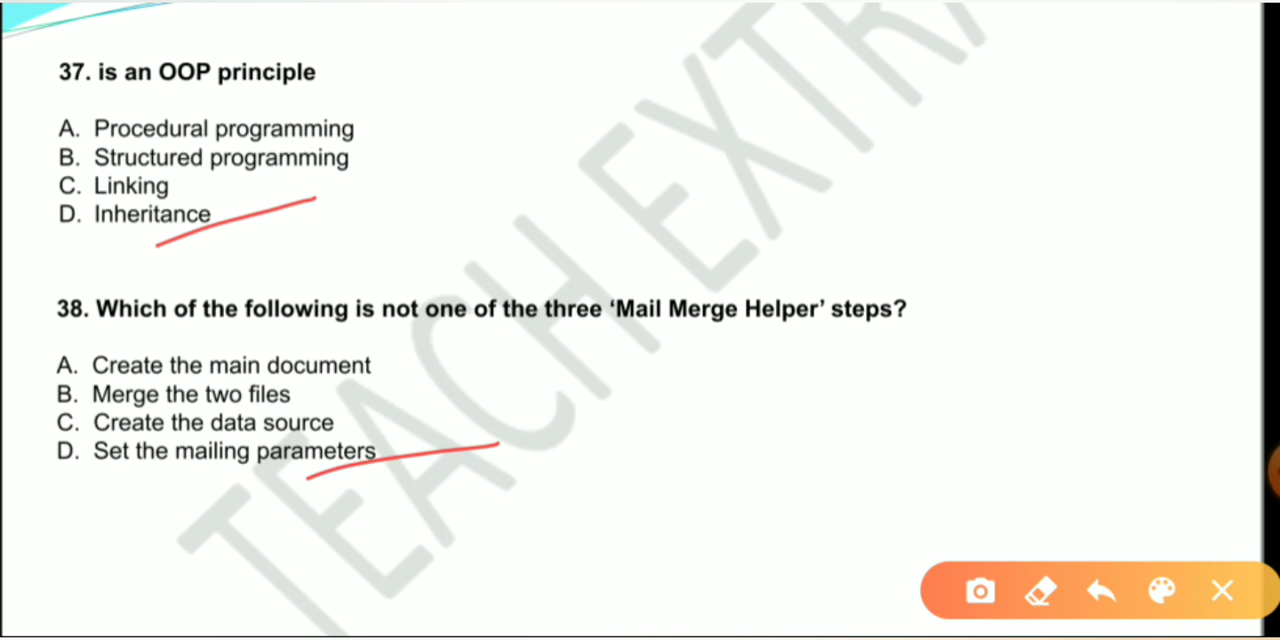 37. is an OOP principle
A. Procedural programming
B. Structured programming
C. Linking
D. Inheritance
38. Which of the following is not one of the three ‘Mail Merge Helper’ steps?
A. Create the main document
B. Merge the two files
C. Create the data source
D. Set the mailing parameters
TEACH EXTRA